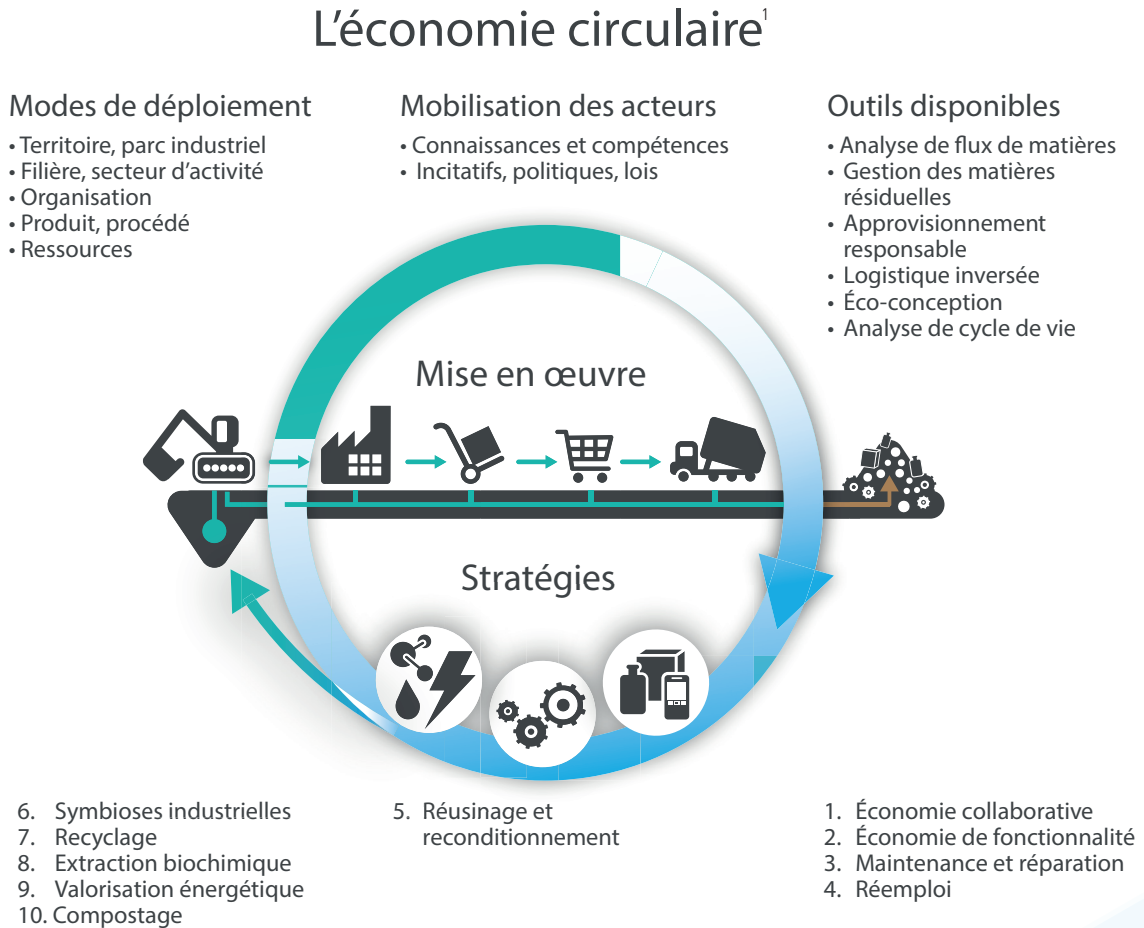 L'économie circulaire1
Modes de déploiement
• Territoire, parc industriel
• Filière, secteur d'activité
• Organisation
• Produit, procédé
• Ressources
Mobilisation des acteurs
• Connaissances et compétences
• Incitatifs, politiques, lois
Outils disponibles
• Analyse de flux de matières
• Gestion des matières
résiduelles
• Approvisionnement
responsable
• Logistique inversée
• Éco-conception
• Analyse de cycle de vie
Mise en œuvre
Stratégies
6. Symbioses industrielles
7. Recyclage
8. Extraction biochimique
9. Valorisation énergétique
10. Compostage
5. Réusinage et
reconditionnement
1. Économie collaborative
2. Économie de fonctionnalité
3. Maintenance et réparation
4. Réemploi